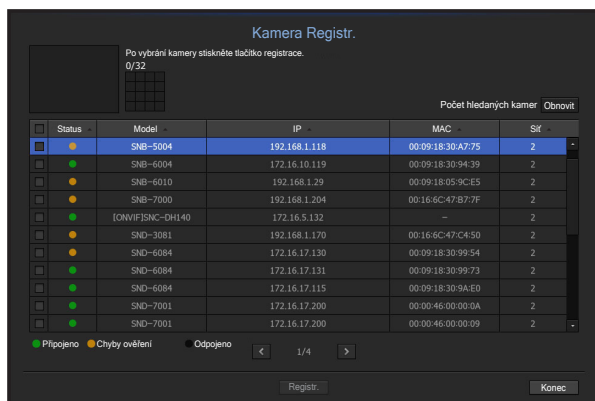 Kamera Registr.
Po vybrání kamery stiskněte tlačítko registrace.
0/32
Počet hledaných kamer Obnovit
Status Model IP MAC Síť
SNB-5004 192.168.1.118 00:09:18:30:A7:75 2
SNB-6004 172.16.10.119 00:09:18:30:94:39 2
SNB-6010 192.168.1.29 00:09:18:05:9C:E5 2
SNB-7000 192.168.1.204 00:16:6C:47:B7:7F 2
[ONVIF]SNC-DH140 172.16.5.132 - 2
SND-3081 192.168.1.170 00:16:6C:47:C4:50 2
SND-6084 172.16.17.130 00:09:18:30:99:54 2
SND-6084 172.16.17.131 00:09:18:30:99:73 2
SND-6084 172.16.17.115 00:09:18:30:9A:E0 2
SND-7001 172.16.17.200 00:00:46:00:00:0A 2
SND-7001 172.16.17.200 00:00:46:00:00:09 2
Připojeno Chyby ověření Odpojeno
< 1/4 >
Registr. Konec